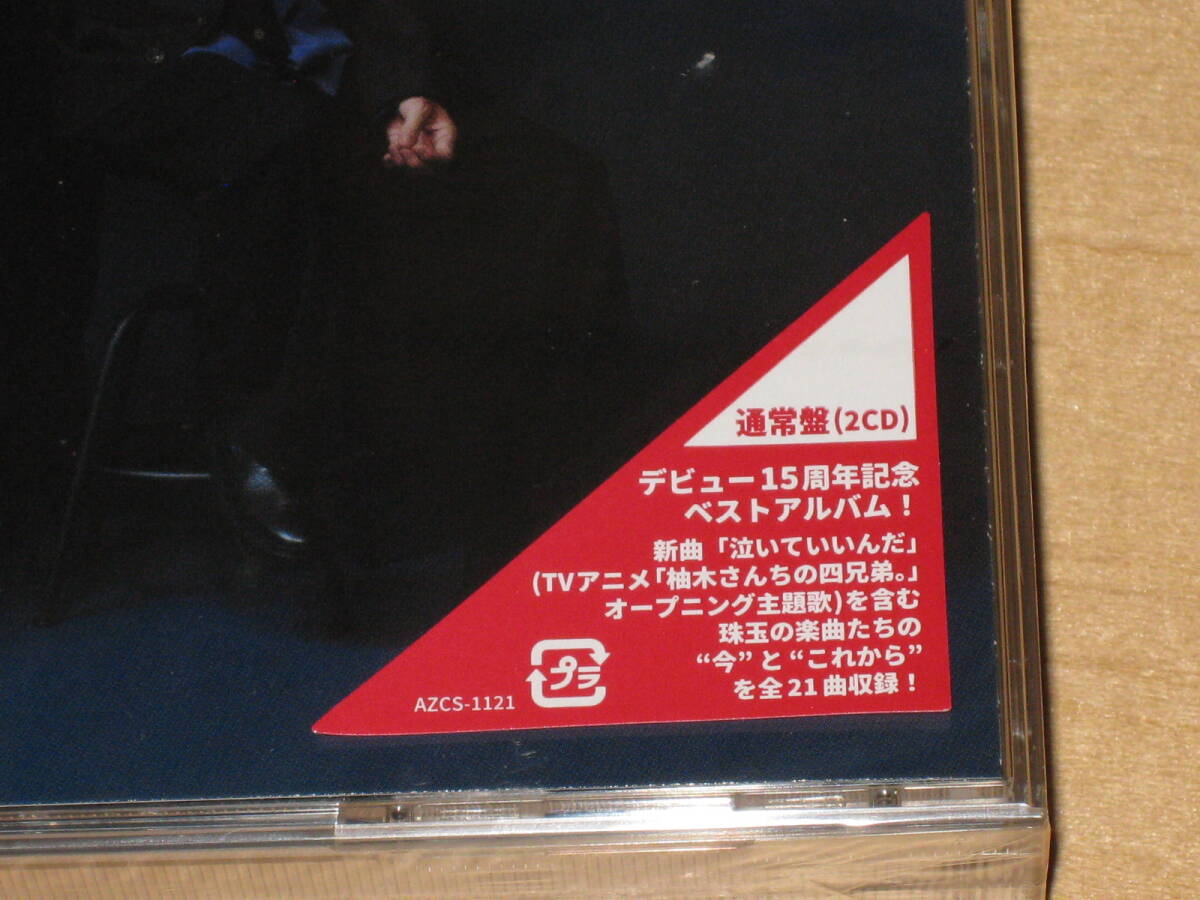 通常盤(2CD)
デビュー15周年記念
ベストアルバム！
新曲「泣いていいんだ」
(TVアニメ「柚木さんちの四兄弟。」
オープニング主題歌)を含む
珠玉の楽曲たちの
“今”と“これから”
を全21曲収録！
プラ
AZCS-1121